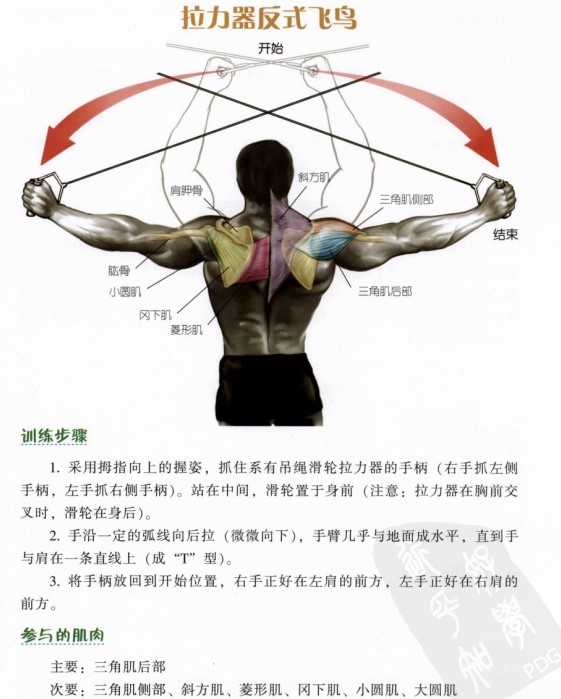 拉力器反式飞鸟
开始
斜方肌
肩胛骨
三角肌侧部
结束
肱骨
小圆肌
三角肌后部
冈下肌
菱形肌
训练步骤
1. 采用拇指向上的握姿，抓住系有吊绳滑轮拉力器的手柄（右手抓左侧
手柄，左手抓右侧手柄）。站在中间，滑轮置于身前（注意：拉力器在胸前交
叉时，滑轮在身后）。
2. 手沿一定的弧线向后拉（微微向下），手臂几乎与地面成水平，直到手
与肩在一条直线上（成“T”型）。
3. 将手柄放回到开始位置，右手正好在左肩的前方，左手正好在右肩的
前方。
参与的肌肉
主要：三角肌后部
次要：三角肌侧部、斜方肌、菱形肌、冈下肌、小圆肌、大圆肌
PDG